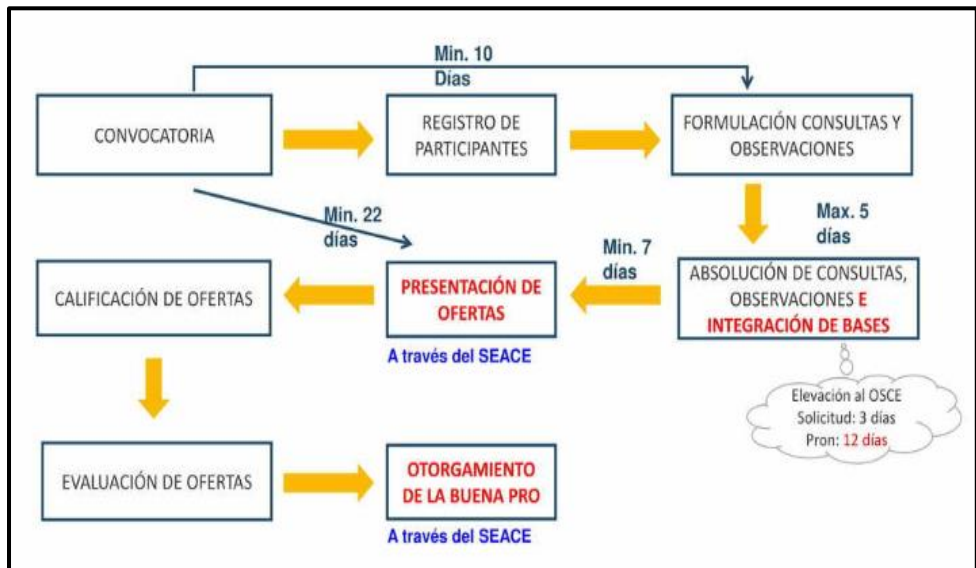 Min. 10
Días
CONVOCATORIA
REGISTRO DE
PARTICIPANTES
FORMULACIÓN CONSULTAS Y
OBSERVACIONES
Max. 5
días
Min. 22
días
Min. 7
días
ABSOLUCIÓN DE CONSULTAS,
OBSERVACIONES E
INTEGRACIÓN DE BASES
PRESENTACIÓN DE
OFERTAS
A través del SEACE
CALIFICACIÓN DE OFERTAS
Elevación al OSCE
Solicitud: 3 días
Pron: 12 días
EVALUACIÓN DE OFERTAS
OTORGAMIENTO
DE LA BUENA PRO
A través del SEACE